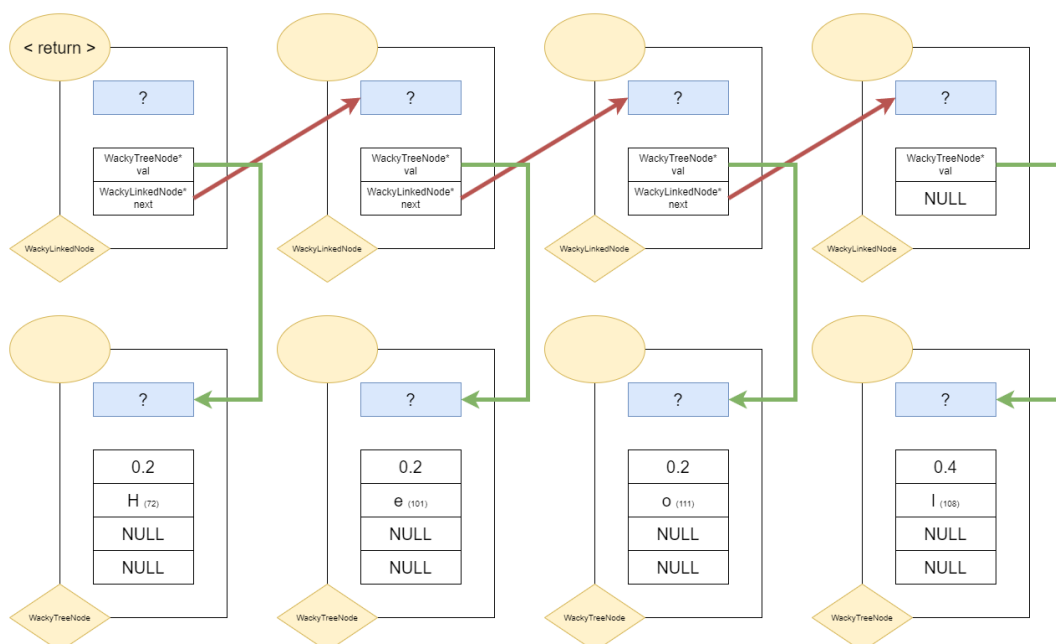 < return >
?
?
?
?
WackyTreeNode*
val
WackyTreeNode*
val
WackyTreeNode*
val
WackyTreeNode*
val
WackyLinkedNode*
next
WackyLinkedNode*
next
WackyLinkedNode*
next
NULL
WackyLinkedNode
WackyLinkedNode
WackyLinkedNode
WackyLinkedNode
?
?
?
?
0.2
0.2
0.2
0.4
H (72)
e (101)
o (111)
l (108)
NULL
NULL
NULL
NULL
NULL
NULL
NULL
NULL
WackyTreeNode
WackyTreeNode
WackyTreeNode
WackyTreeNode